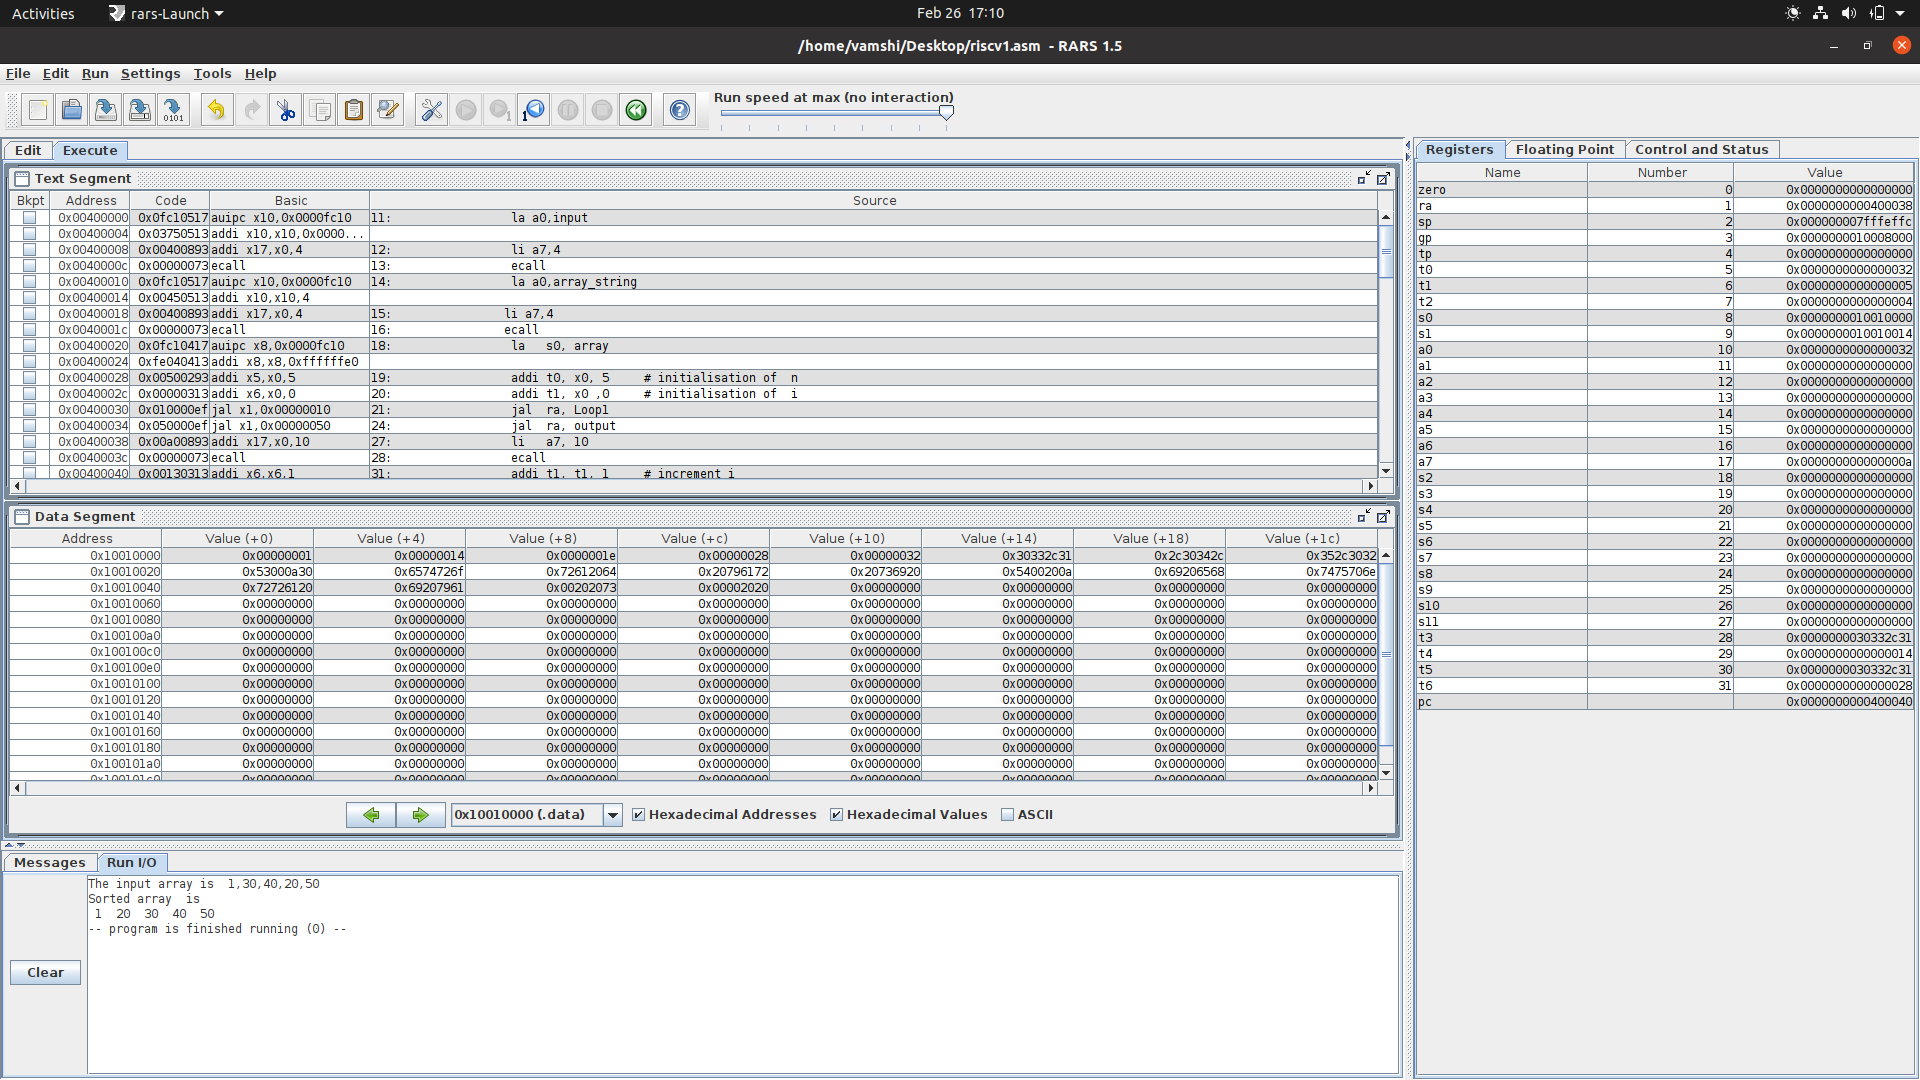 Activities rars-Launch Feb 26 17:10
/home/vamshi/Desktop/riscv1.asm - RARS 1.5
File Edit Run Settings Tools Help
Run speed at max (no interaction)
Edit Execute
Text Segment
Bkpt Address Code Basic Source
0x00400000 0x0fc10517 auipc x10,0x0000fc10 11: la a0,input
0x00400004 0x03750513 addi x10,x10,0x0000...
0x00400008 0x00400893 addi x17,x0,4 12: li a7,4
0x0040000c 0x00000073 ecall 13: ecall
0x00400010 0x0fc10517 auipc x10,0x0000fc10 14: la a0,array_string
0x00400014 0x00450513 addi x10,x10,4
0x00400018 0x00400893 addi x17,x0,4 15: li a7,4
0x0040001c 0x00000073 ecall 16: ecall
0x00400020 0x0fc10417 auipc x8,0x0000fc10 18: la s0, array
0x00400024 0xfe040413 addi x8,x8,0xffffffe0
0x00400028 0x00500293 addi x5,x0,5 19: addi t0, x0, 5 # initialisation of n
0x0040002c 0x00000313 addi x6,x0,0 20: addi t1, x0 ,0 # initialisation of i
0x00400030 0x010000ef jal x1,0x00000010 21: jal ra, Loop1
0x00400034 0x050000ef jal x1,0x00000050 24: jal ra, output
0x00400038 0x00a00893 addi x17,x0,10 27: li a7, 10
0x0040003c 0x00000073 ecall 28: ecall
0x00400040 0x00130313 addi x6,x6,1 31: addi t1, t1, 1 # increment i
Data Segment
Address Value (+0) Value (+4) Value (+8) Value (+c) Value (+10) Value (+14) Value (+18) Value (+1c)
0x10010000 0x00000001 0x00000014 0x0000001e 0x00000028 0x00000032 0x30332c31 0x2c30342c 0x352c3032
0x10010020 0x53000a30 0x6574726f 0x72612064 0x20796172 0x20736920 0x5400200a 0x69206568 0x7475706e
0x10010040 0x72726120 0x69207961 0x00202073 0x00002020 0x00000000 0x00000000 0x00000000 0x00000000
0x10010060 0x00000000 0x00000000 0x00000000 0x00000000 0x00000000 0x00000000 0x00000000 0x00000000
0x10010080 0x00000000 0x00000000 0x00000000 0x00000000 0x00000000 0x00000000 0x00000000 0x00000000
0x100100a0 0x00000000 0x00000000 0x00000000 0x00000000 0x00000000 0x00000000 0x00000000 0x00000000
0x100100c0 0x00000000 0x00000000 0x00000000 0x00000000 0x00000000 0x00000000 0x00000000 0x00000000
0x100100e0 0x00000000 0x00000000 0x00000000 0x00000000 0x00000000 0x00000000 0x00000000 0x00000000
0x10010100 0x00000000 0x00000000 0x00000000 0x00000000 0x00000000 0x00000000 0x00000000 0x00000000
0x10010120 0x00000000 0x00000000 0x00000000 0x00000000 0x00000000 0x00000000 0x00000000 0x00000000
0x10010140 0x00000000 0x00000000 0x00000000 0x00000000 0x00000000 0x00000000 0x00000000 0x00000000
0x10010160 0x00000000 0x00000000 0x00000000 0x00000000 0x00000000 0x00000000 0x00000000 0x00000000
0x10010180 0x00000000 0x00000000 0x00000000 0x00000000 0x00000000 0x00000000 0x00000000 0x00000000
0x100101a0 0x00000000 0x00000000 0x00000000 0x00000000 0x00000000 0x00000000 0x00000000 0x00000000
0x100101c0 0x00000000 0x00000000 0x00000000 0x00000000 0x00000000 0x00000000 0x00000000 0x00000000
0x10010000 (.data) Hexadecimal Addresses Hexadecimal Values ASCII
Messages Run I/O
The input array is 1,30,40,20,50
Sorted array is
1 20 30 40 50
-- program is finished running (0) --
Clear
Registers Floating Point Control and Status
Name Number Value
zero 0 0x0000000000000000
ra 1 0x0000000000400038
sp 2 0x000000007fffeffc
gp 3 0x0000000010008000
tp 4 0x0000000000000000
t0 5 0x0000000000000032
t1 6 0x0000000000000005
t2 7 0x0000000000000004
s0 8 0x0000000010010000
s1 9 0x0000000010010014
a0 10 0x0000000000000032
a1 11 0x0000000000000000
a2 12 0x0000000000000000
a3 13 0x0000000000000000
a4 14 0x0000000000000000
a5 15 0x0000000000000000
a6 16 0x0000000000000000
a7 17 0x000000000000000a
s2 18 0x0000000000000000
s3 19 0x0000000000000000
s4 20 0x0000000000000000
s5 21 0x0000000000000000
s6 22 0x0000000000000000
s7 23 0x0000000000000000
s8 24 0x0000000000000000
s9 25 0x0000000000000000
s10 26 0x0000000000000000
s11 27 0x0000000000000000
t3 28 0x0000000030332c31
t4 29 0x0000000000000014
t5 30 0x0000000030332c31
t6 31 0x0000000000000028
pc 0x0000000000400040